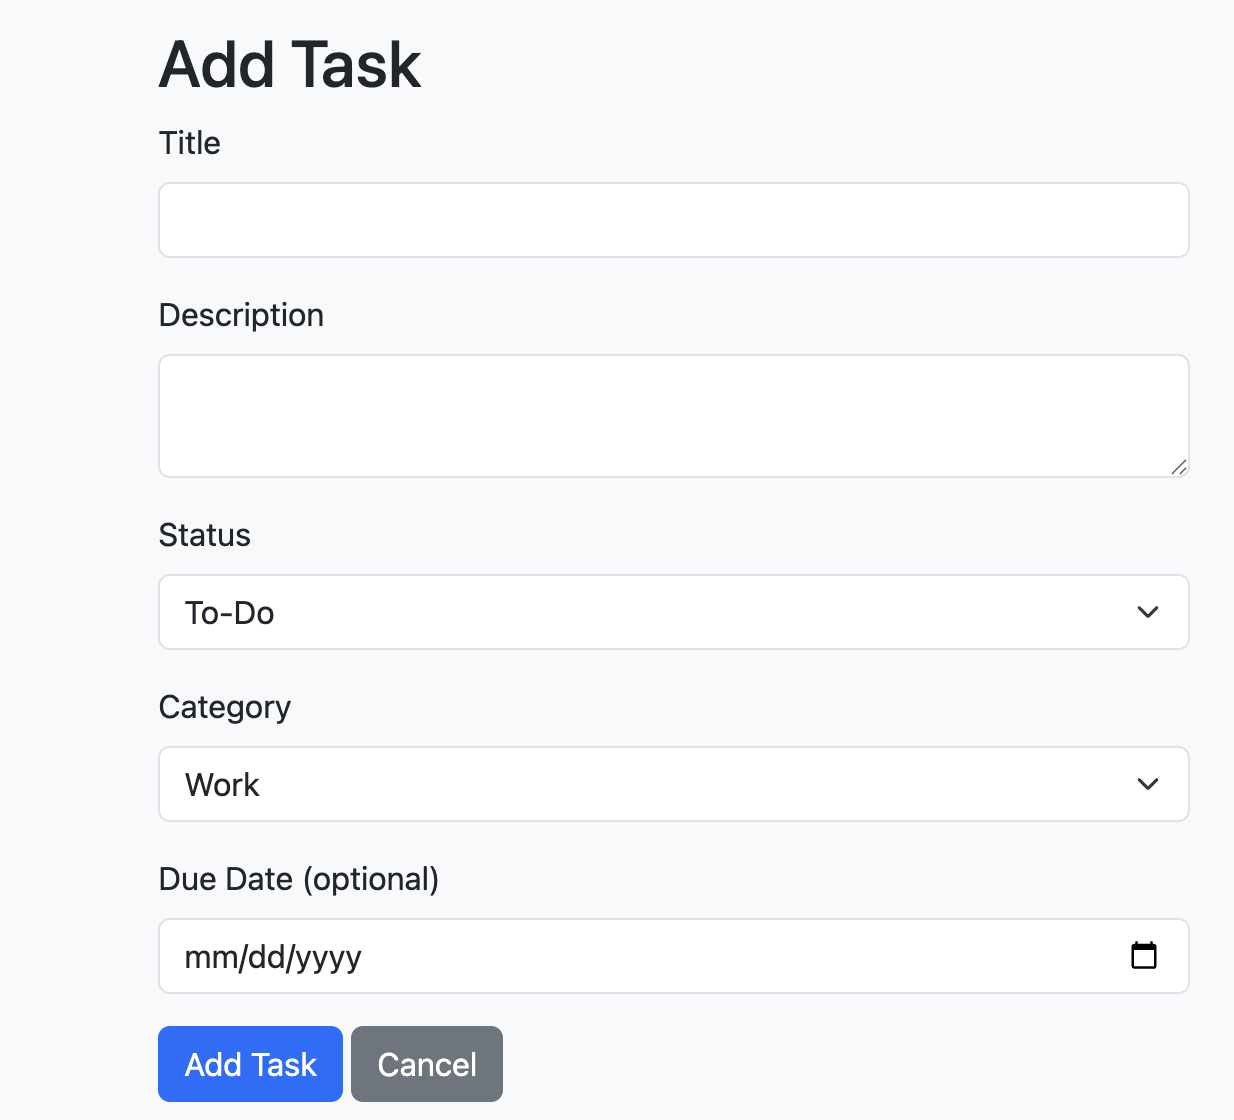 Add Task
Title
Description
Status
To-Do
Category
Work
Due Date (optional)
mm/dd/yyyy
Add Task Cancel